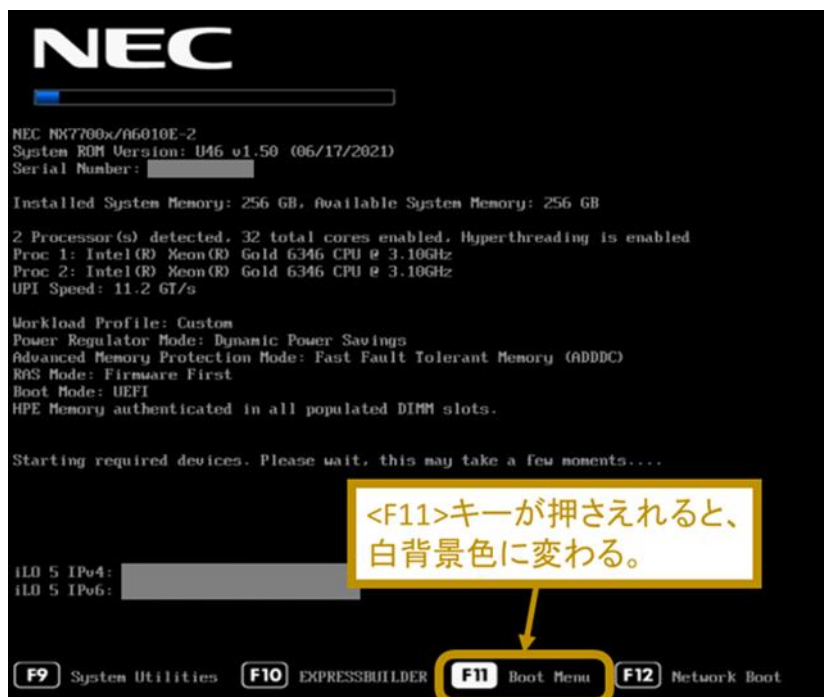 NEC
NEC NX7700x/A6010E-2
System ROM Version: U46 v1.50 (06/17/2021)
Serial Number:
Installed System Memory: 256 GB, Available System Memory: 256 GB
2 Processor(s) detected, 32 total cores enabled, Hyperthreading is enabled
Proc 1: Intel(R) Xeon(R) Gold 6346 CPU @ 3.10GHz
Proc 2: Intel(R) Xeon(R) Gold 6346 CPU @ 3.10GHz
UPI Speed: 11.2 GT/s
Workload Profile: Custom
Power Regulator Mode: Dynamic Power Savings
Advanced Memory Protection Mode: Fast Fault Tolerant Memory (ADDDC)
RAS Mode: Firmware First
Boot Mode: UEFI
HPE Memory authenticated in all populated DIMM slots.
Starting required devices. Please wait, this may take a few moments....
<F11>キーが押さえれると、
白背景色に変わる。
iLO 5 IPv4:
iLO 5 IPv6:
F9 System Utilities F10 EXPRESSBUILDER F11 Boot Menu F12 Network Boot